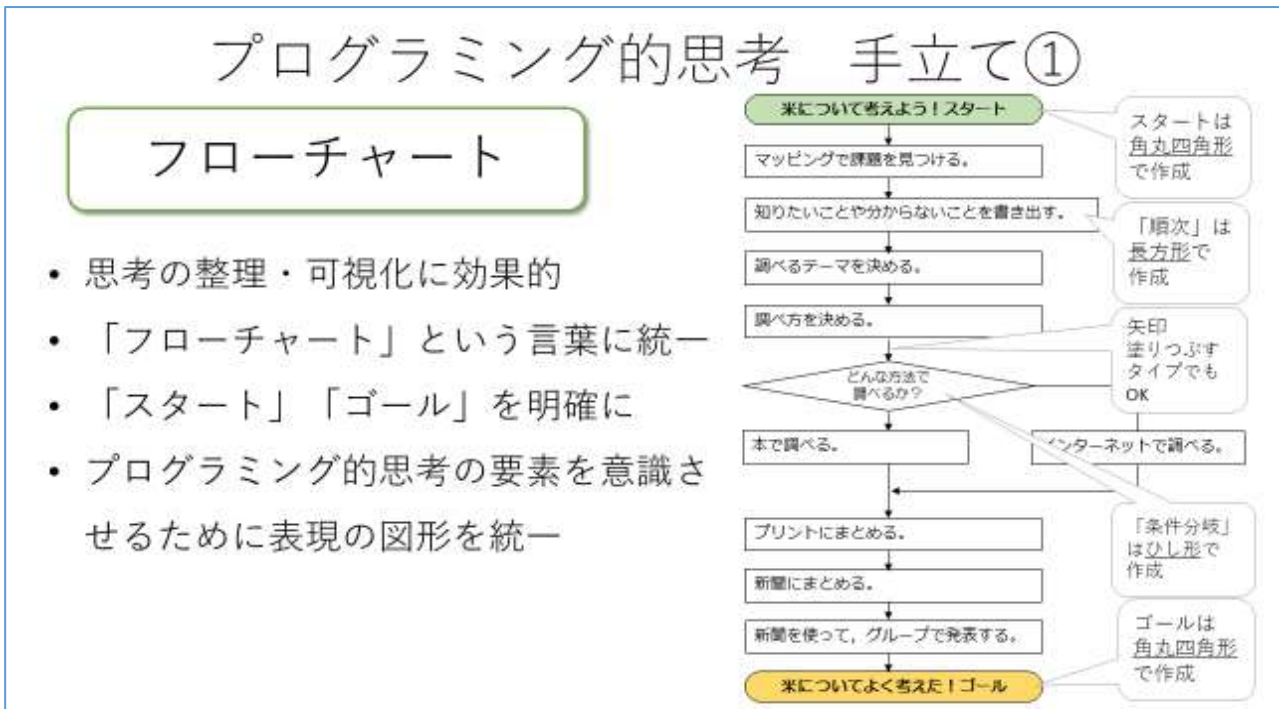 プログラミング的思考　手立て①
フローチャート
• 思考の整理・可視化に効果的
• 「フローチャート」という言葉に統一
• 「スタート」「ゴール」を明確に
• プログラミング的思考の要素を意識さ
せるために表現の図形を統一
米について考えよう！スタート
マッピングで課題を見つける。
知りたいことや分からないことを書き出す。
調べるテーマを決める。
調べ方を決める。
どんな方法で
調べるか？
本で調べる。
インターネットで調べる。
プリントにまとめる。
新聞にまとめる。
新聞を使って，グループで発表する。
米についてよく考えた！ゴール
スタートは
角丸四角形
で作成
「順次」は
長方形で
作成
矢印
塗りつぶす
タイプでも
OK
「条件分岐」
はひし形で
作成
ゴールは
角丸四角形
で作成